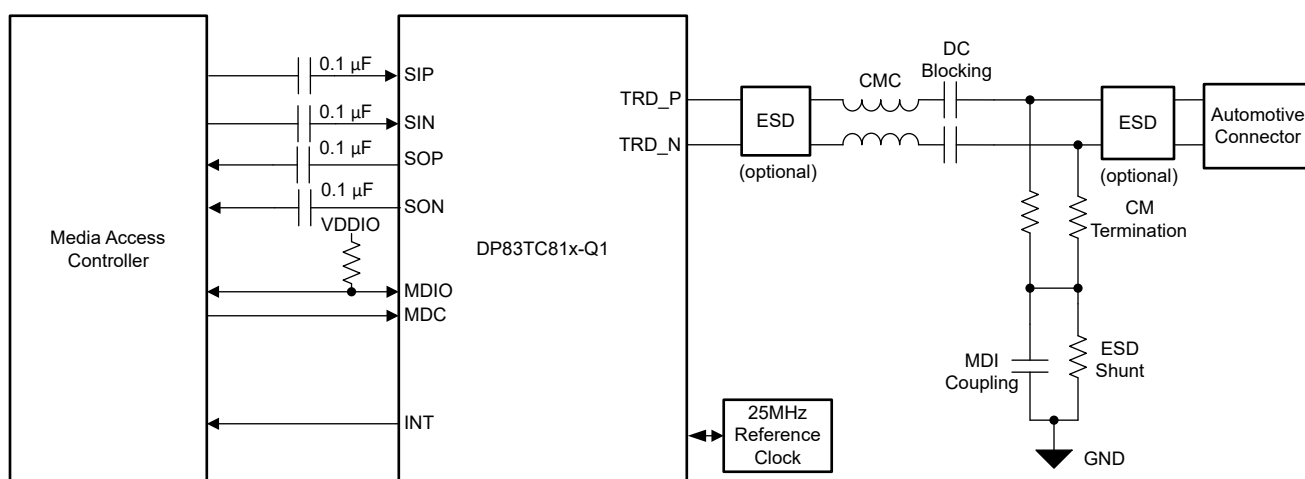 Media Access
Controller
0.1 µF
0.1 µF
0.1 µF
0.1 µF
VDDIO
SIP
SIN
SOP
SON
MDIO
MDC
INT
DP83TC81x-Q1
TRD_P
TRD_N
25MHz
Reference
Clock
ESD
(optional)
CMC
DC
Blocking
ESD
(optional)
CM
Termination
MDI
Coupling
ESD
Shunt
GND
Automotive
Connector